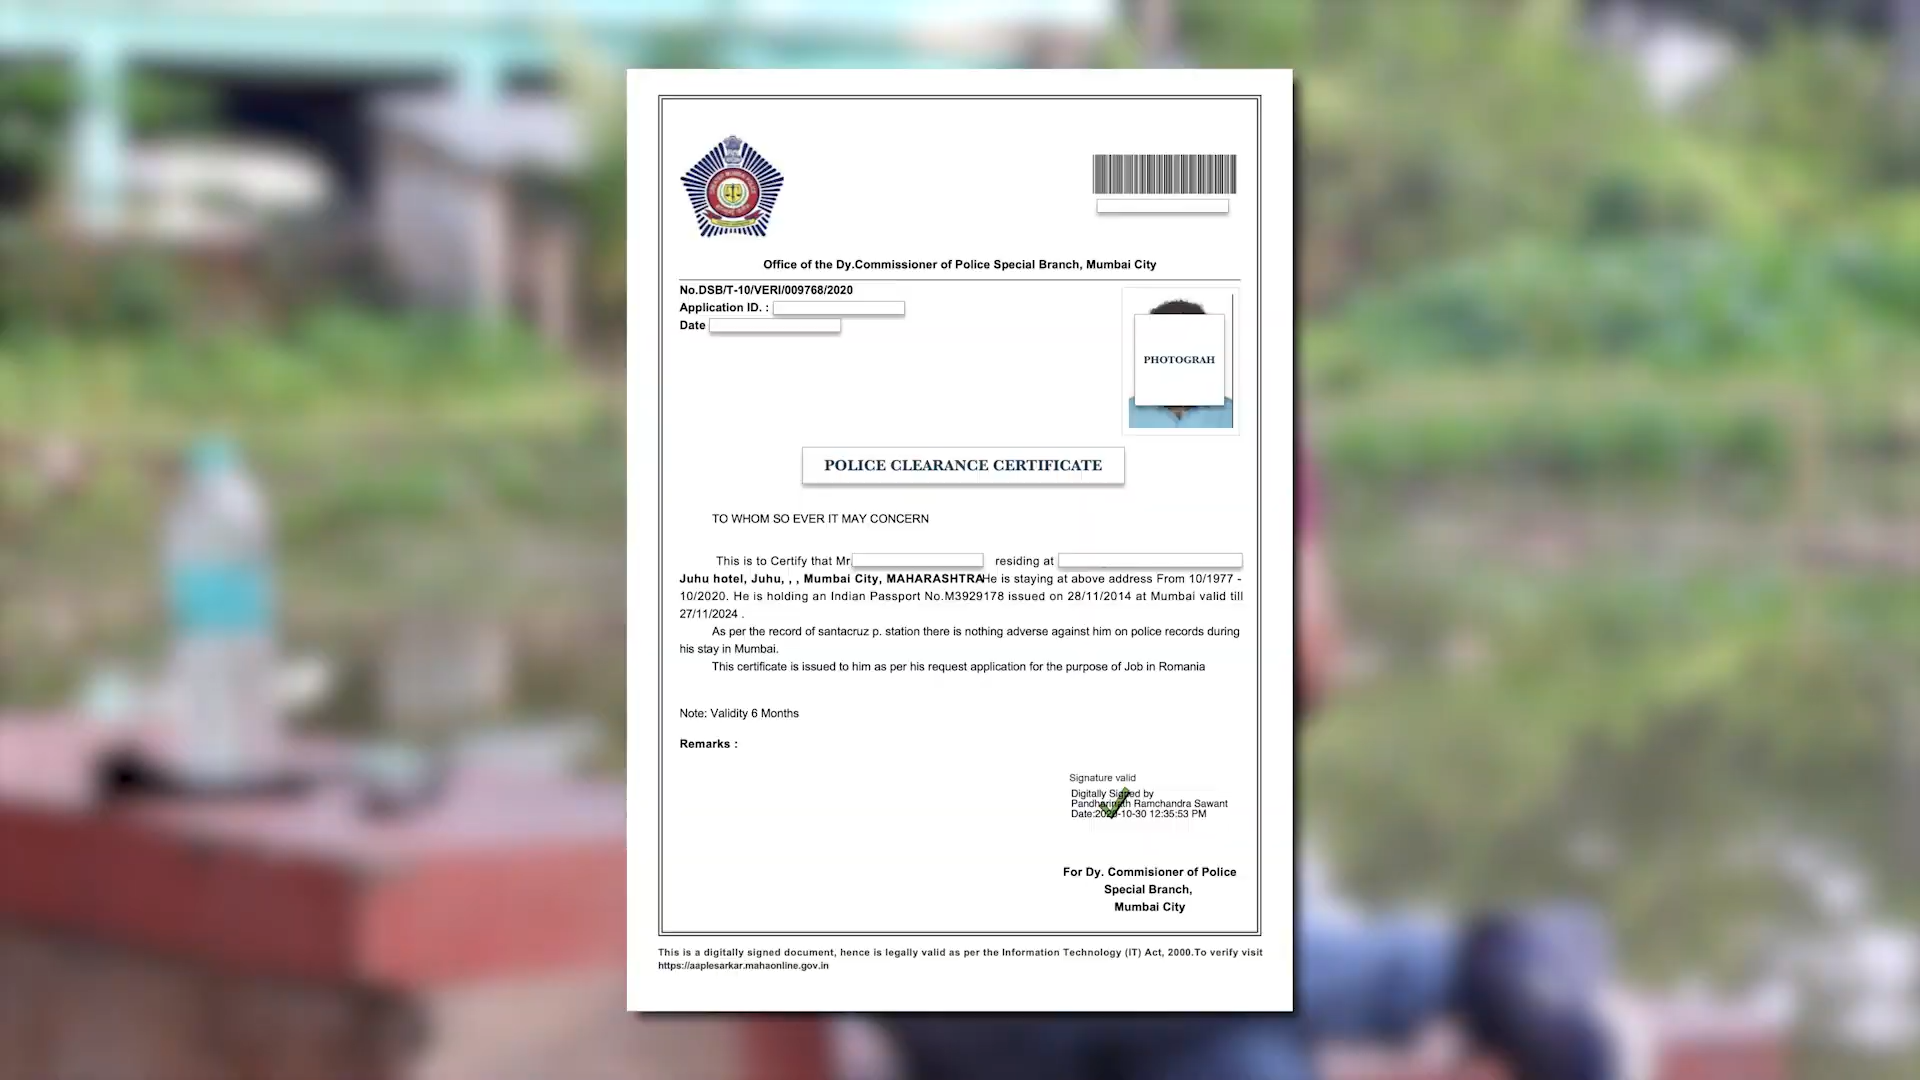 Office of the Dy.Commissioner of Police Special Branch, Mumbai City
No.DSB/T-10/VERI/009768/2020
Application ID. :
Date
PHOTOGRAH
POLICE CLEARANCE CERTIFICATE
TO WHOM SO EVER IT MAY CONCERN
This is to Certify that Mr. residing at
Juhu hotel, Juhu, , , Mumbai City, MAHARASHTRAHe is staying at above address From 10/1977 -
10/2020. He is holding an Indian Passport No.M3929178 issued on 28/11/2014 at Mumbai valid till
27/11/2024 .
As per the record of santacruz p. station there is nothing adverse against him on police records during
his stay in Mumbai.
This certificate is issued to him as per his request application for the purpose of Job in Romania
Note: Validity 6 Months
Remarks :
Signature valid
Digitally Signed by
Pandharinath Ramchandra Sawant
Date:2020-10-30 12:35:53 PM
For Dy. Commisioner of Police
Special Branch,
Mumbai City
This is a digitally signed document, hence is legally valid as per the Information Technology (IT) Act, 2000.To verify visit
https://aaplesarkar.mahaonline.gov.in